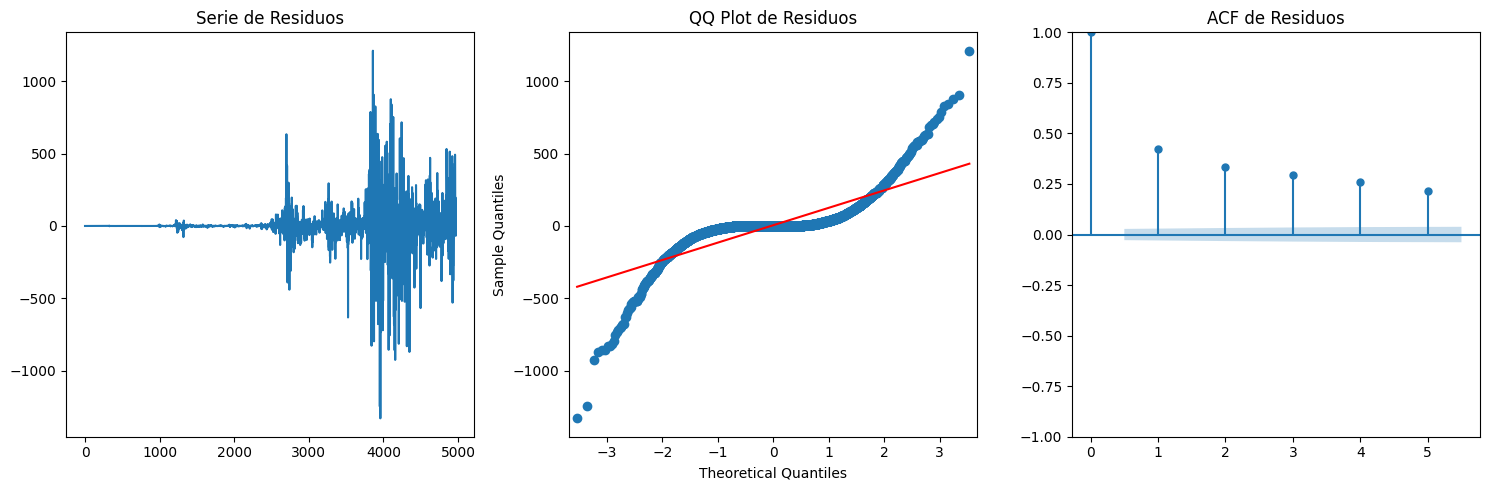 Serie de Residuos
1000
500
0
−500
−1000
0 1000 2000 3000 4000 5000
QQ Plot de Residuos
Sample Quantiles
1000
500
0
−500
−1000
−3 −2 −1 0 1 2 3
Theoretical Quantiles
ACF de Residuos
1.00
0.75
0.50
0.25
0.00
−0.25
−0.50
−0.75
−1.00
0 1 2 3 4 5